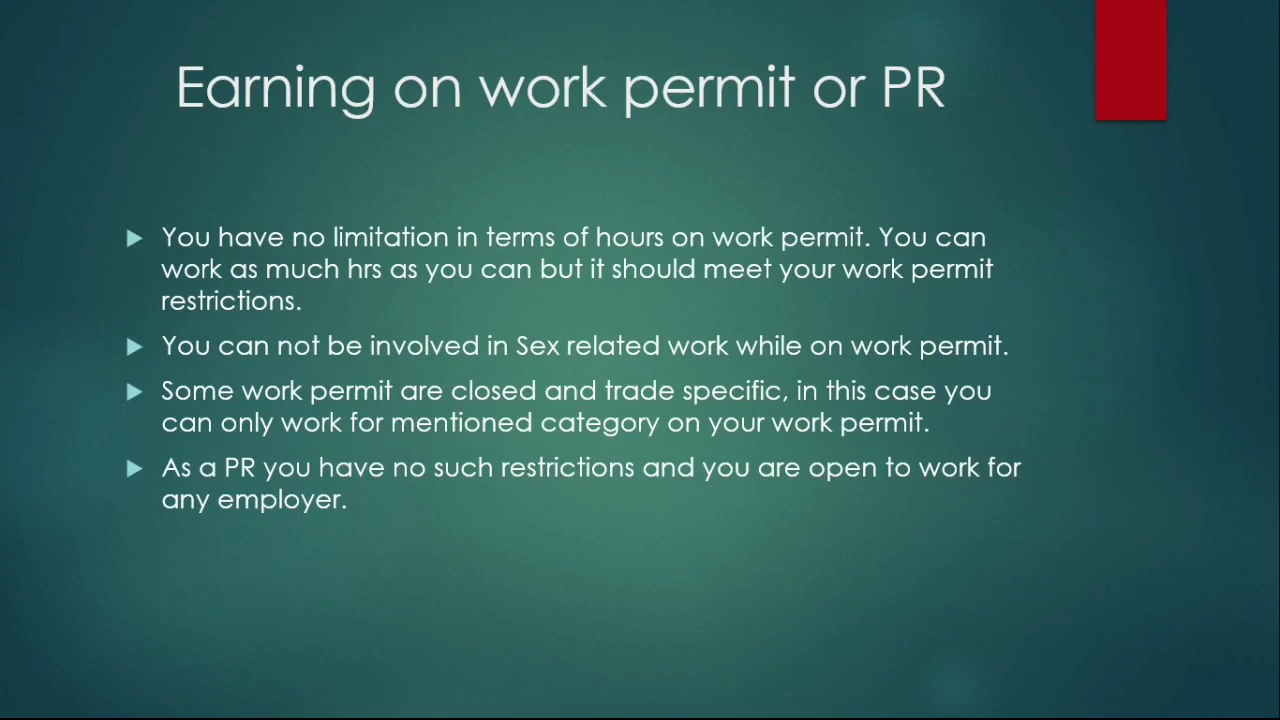 Earning on work permit or PR
You have no limitation in terms of hours on work permit. You can
work as much hrs as you can but it should meet your work permit
restrictions.
You can not be involved in Sex related work while on work permit.
Some work permit are closed and trade specific, in this case you
can only work for mentioned category on your work permit.
As a PR you have no such restrictions and you are open to work for
any employer.